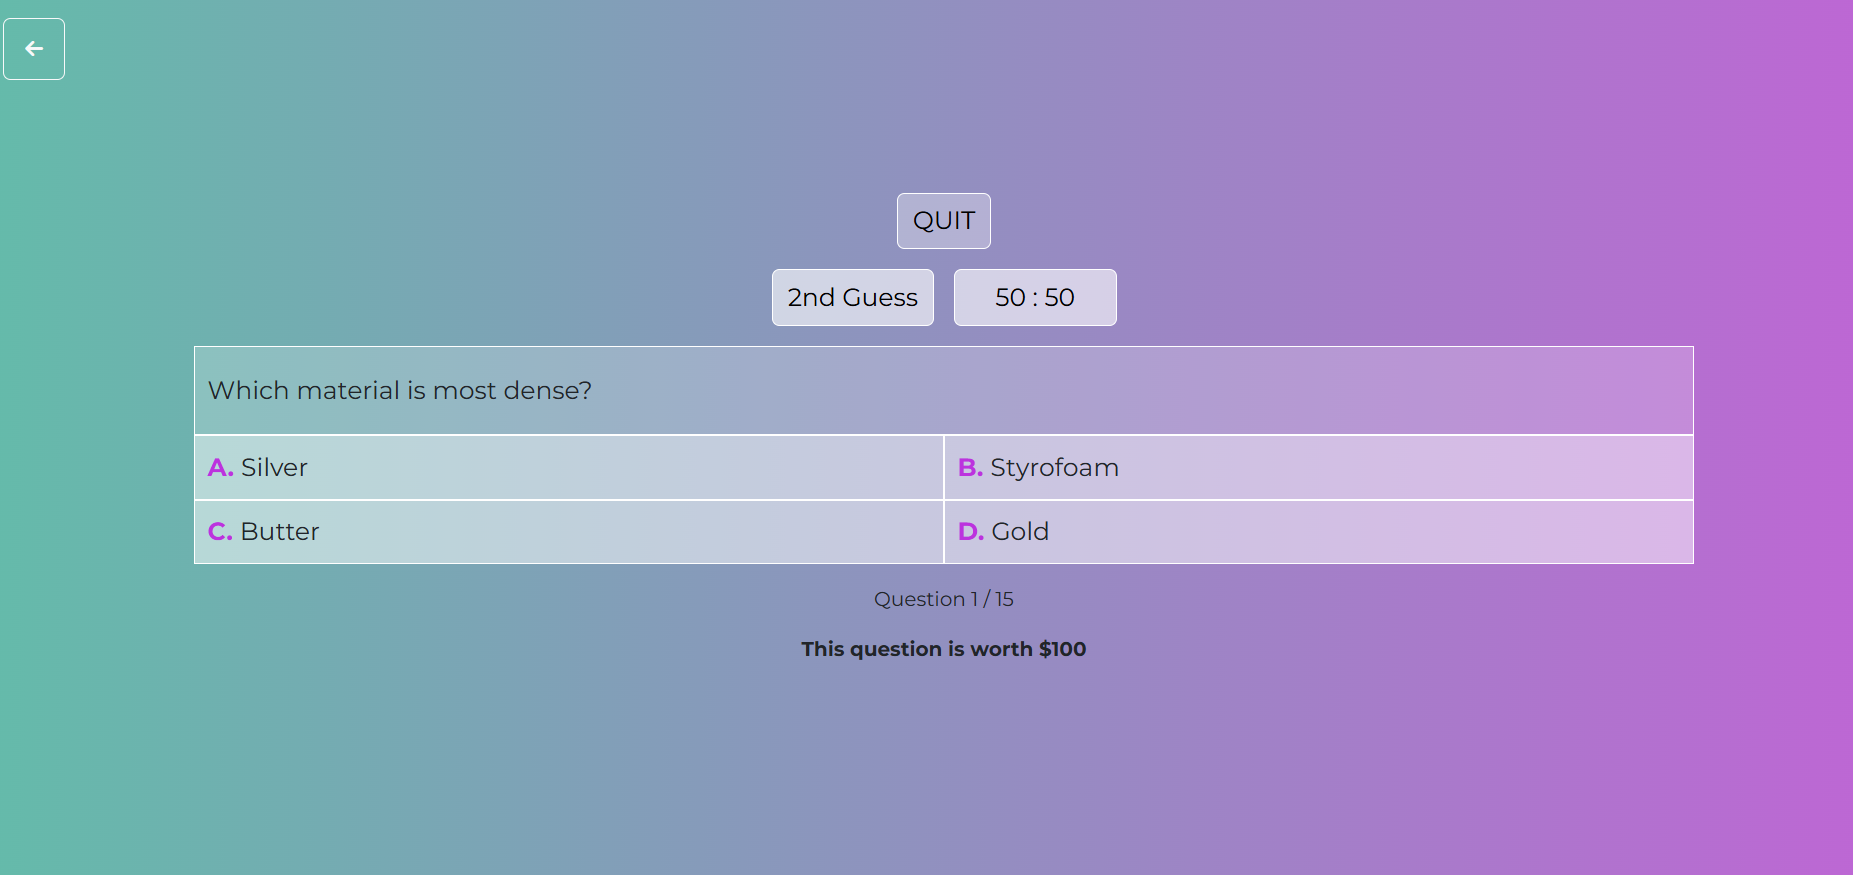 QUIT
2nd Guess
50 : 50
Which material is most dense?
A. Silver
B. Styrofoam
C. Butter
D. Gold
Question 1 / 15
This question is worth $100